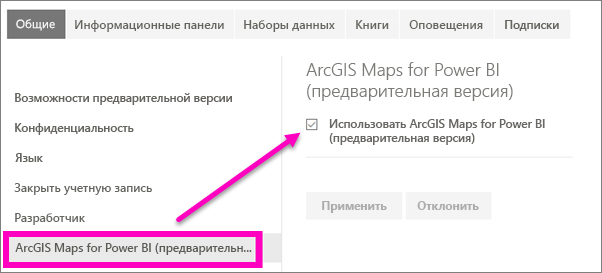 Общие Информационные панели Наборы данных Книги Оповещения Подписки
Возможности предварительной версии
Конфиденциальность
Язык
Закрыть учетную запись
Разработчик
ArcGIS Maps for Power BI (предварительн...
ArcGIS Maps for Power BI
(предварительная версия)
Использовать ArcGIS Maps for Power BI
(предварительная версия)
Применить Отклонить